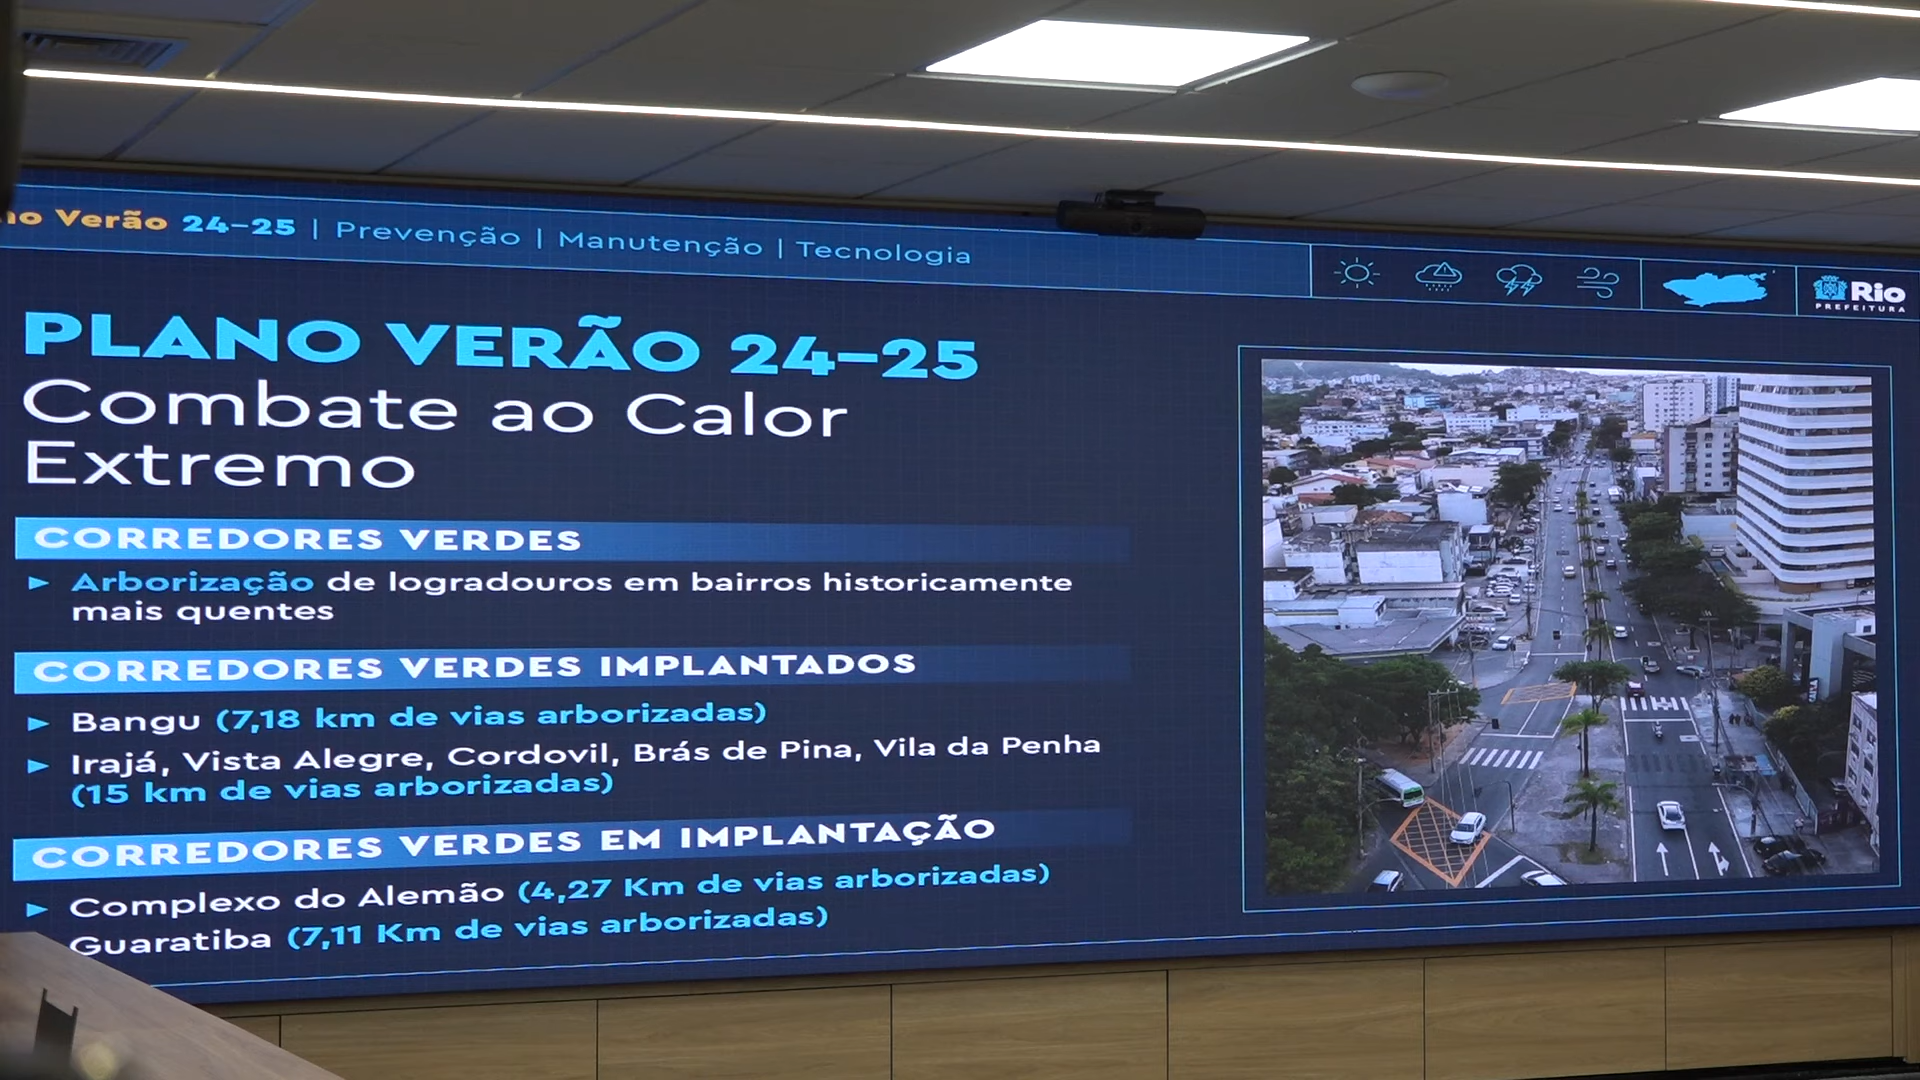 no Verão 24–25 | Prevenção | Manutenção | Tecnologia
Rio
PREFEITURA
PLANO VERÃO 24–25
Combate ao Calor
Extremo
CORREDORES VERDES
► Arborização de logradouros em bairros historicamente
mais quentes
CORREDORES VERDES IMPLANTADOS
► Bangu (7,18 km de vias arborizadas)
► Irajá, Vista Alegre, Cordovil, Brás de Pina, Vila da Penha
(15 km de vias arborizadas)
CORREDORES VERDES EM IMPLANTAÇÃO
► Complexo do Alemão (4,27 Km de vias arborizadas)
Guaratiba (7,11 Km de vias arborizadas)